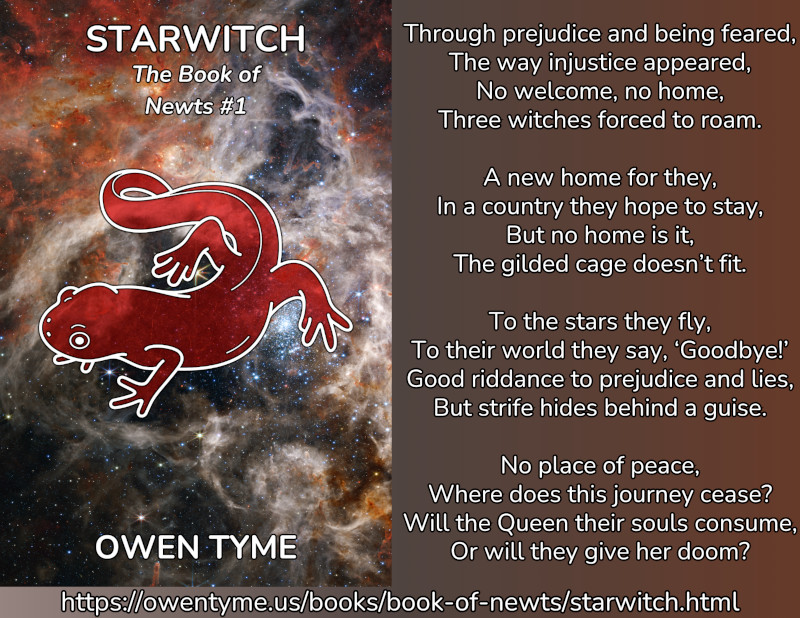 STARWITCH
The Book of
Newts #1
OWEN TYME
Through prejudice and being feared,
The way injustice appeared,
No welcome, no home,
Three witches forced to roam.
A new home for they,
In a country they hope to stay,
But no home is it,
The gilded cage doesn’t fit.
To the stars they fly,
To their world they say, ‘Goodbye!’
Good riddance to prejudice and lies,
But strife hides behind a guise.
No place of peace,
Where does this journey cease?
Will the Queen their souls consume,
Or will they give her doom?
https://owentyme.us/books/book-of-newts/starwitch.html